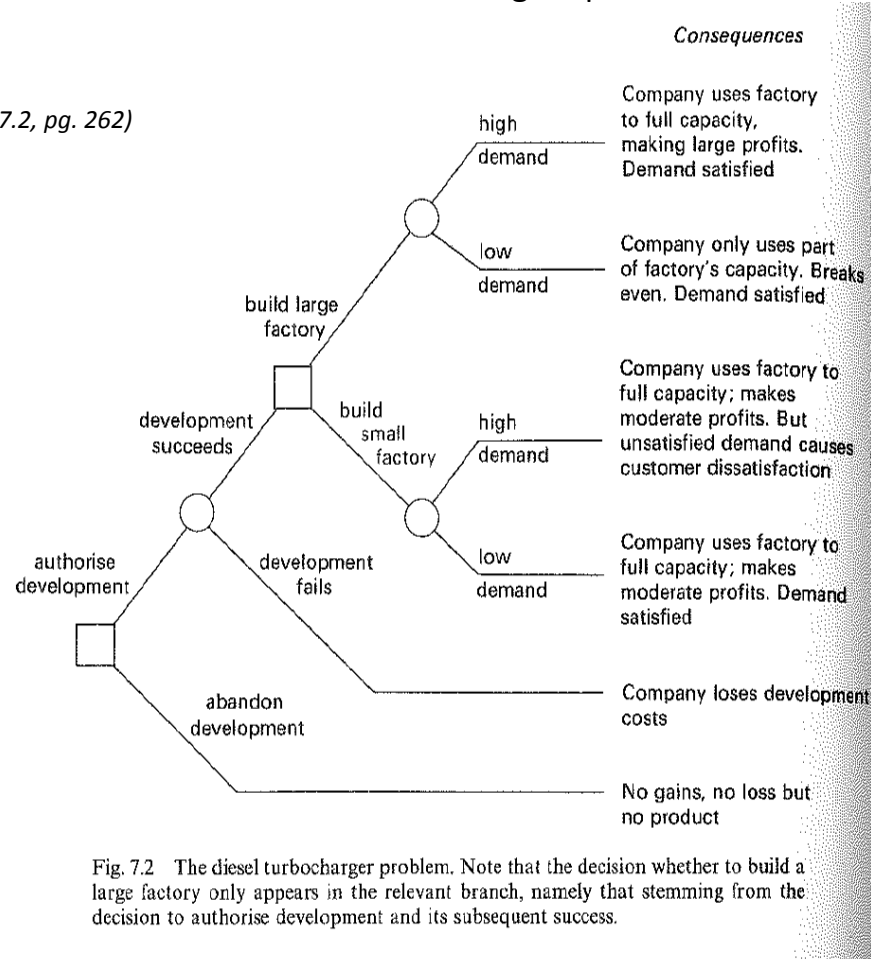 Consequences
7.2, pg. 262)
Company uses factory
to full capacity,
making large profits.
Demand satisfied
high
demand
Company only uses part
of factory's capacity. Breaks
even. Demand satisfied
low
demand
build large
factory
Company uses factory to
full capacity; makes
moderate profits. But
unsatisfied demand causes
customer dissatisfaction
high
demand
build
small
factory
development
succeeds
Company uses factory to
full capacity; makes
moderate profits. Demand
satisfied
low
demand
authorise
development
development
fails
Company loses development
costs
abandon
development
No gains, no loss but
no product
Fig. 7.2 The diesel turbocharger problem. Note that the decision whether to build a
large factory only appears in the relevant branch, namely that stemming from the
decision to authorise development and its subsequent success.